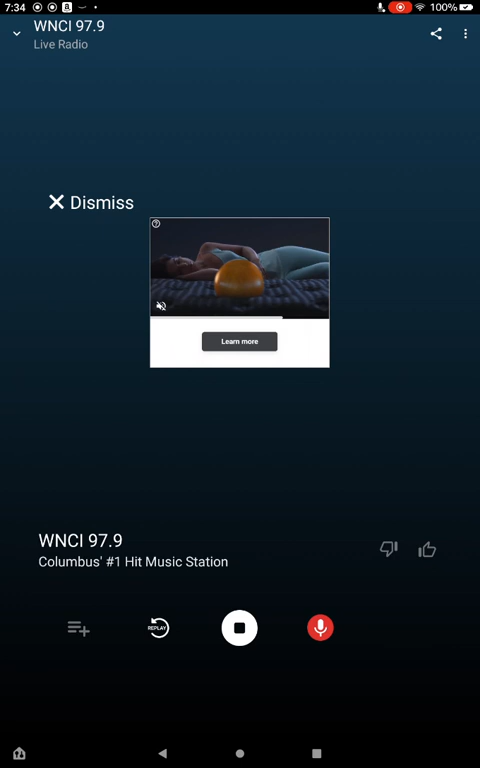 7:34
100%
WNCI 97.9
Live Radio
Dismiss
Learn more
WNCI 97.9
Columbus' #1 Hit Music Station
REPLAY